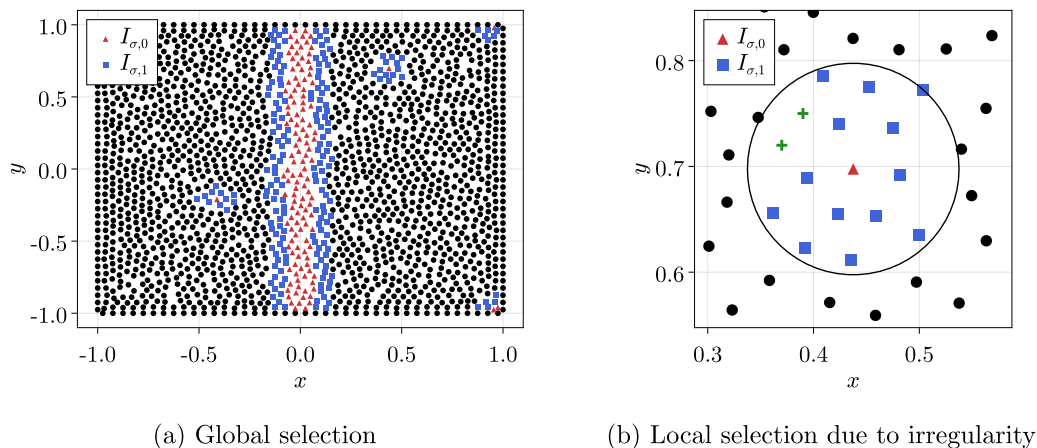 1.0
0.5
0.0
-0.5
-1.0
y
I_{σ,0}
I_{σ,1}
-1.0 -0.5 0.0 0.5 1.0
x
(a) Global selection
0.8
0.7
0.6
y
I_{σ,0}
I_{σ,1}
0.3 0.4 0.5
x
(b) Local selection due to irregularity